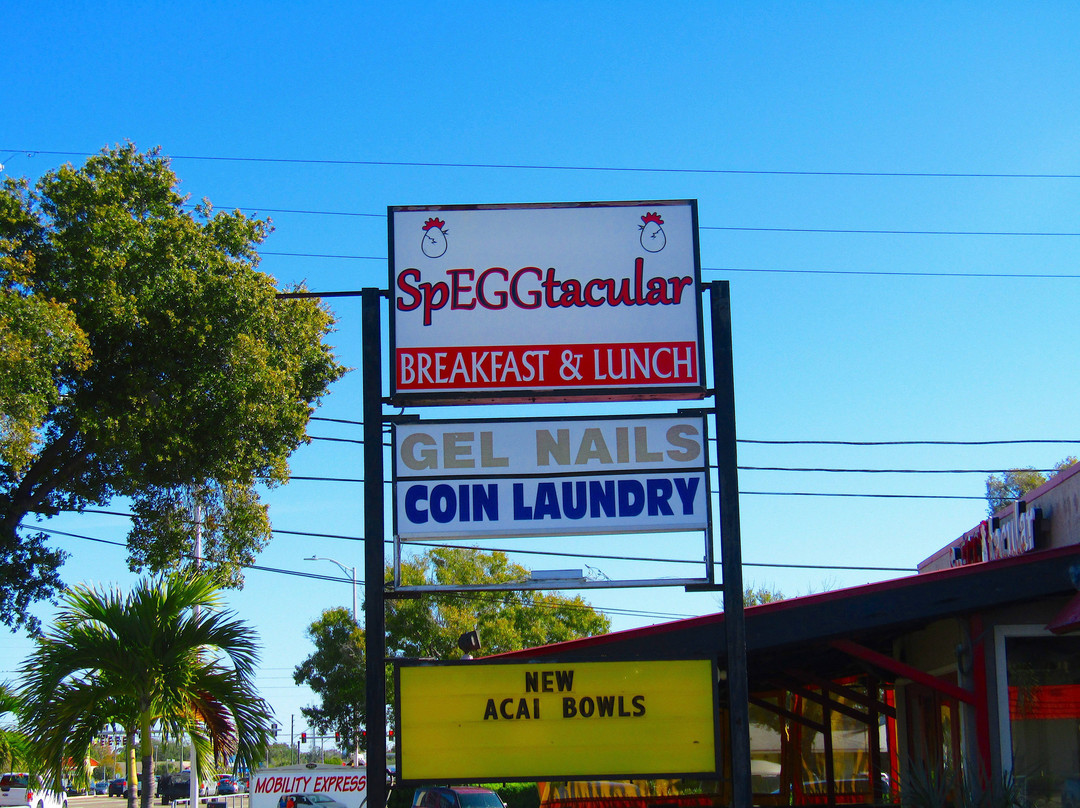 SpEGGtacular
BREAKFAST & LUNCH
GEL NAILS
COIN LAUNDRY
NEW
ACAI BOWLS
MOBILITY EXPRESS